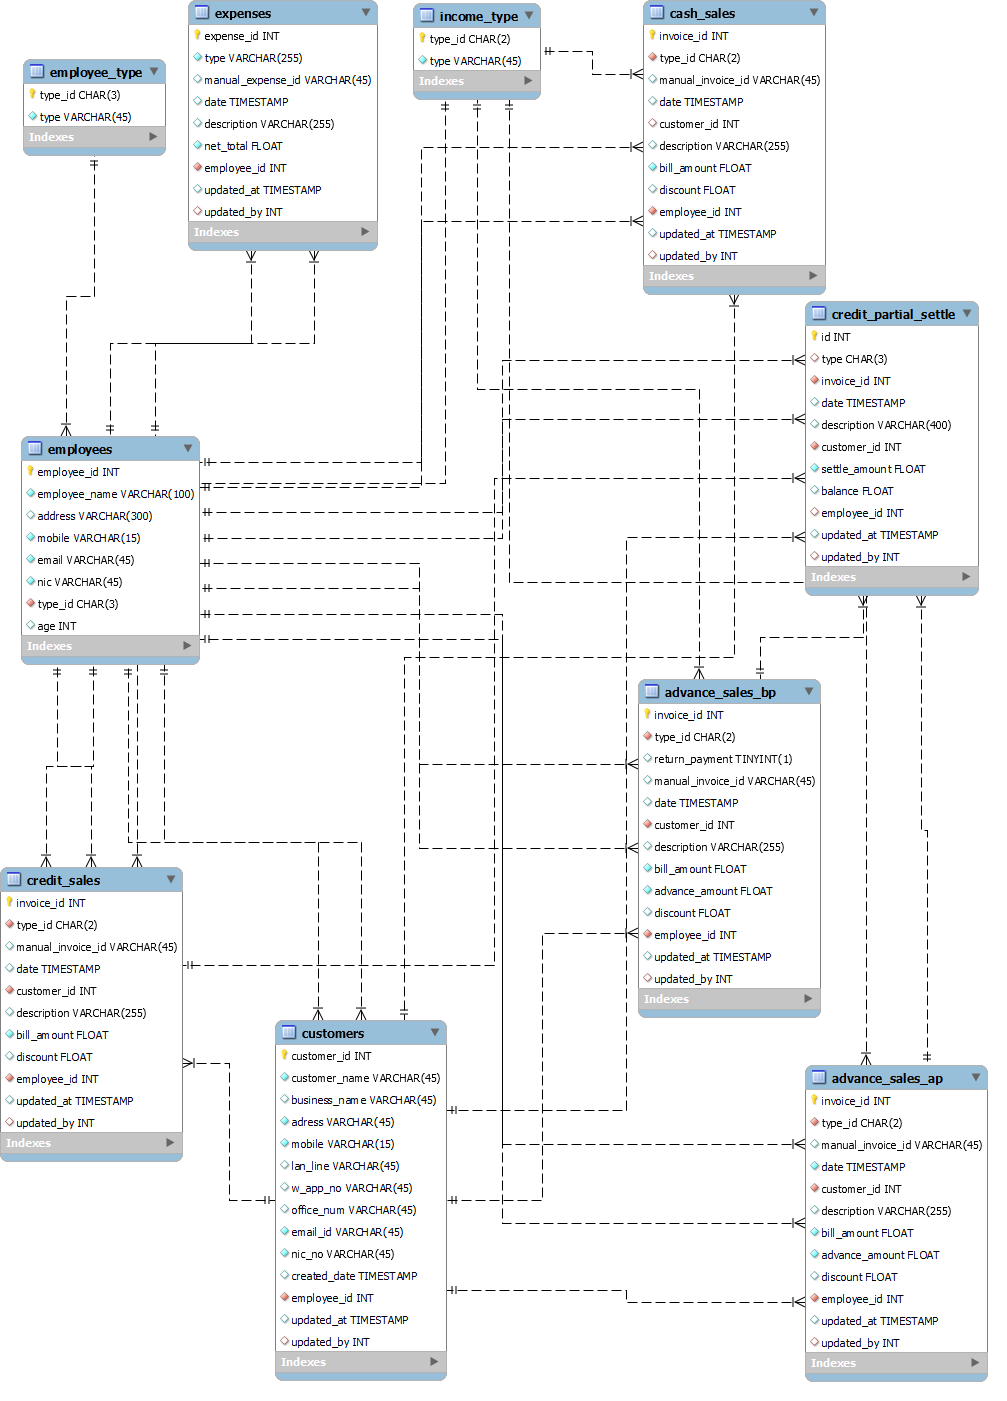 employee_type
type_id CHAR(3)
type VARCHAR(45)
Indexes
expenses
expense_id INT
type VARCHAR(255)
manual_expense_id VARCHAR(45)
date TIMESTAMP
description VARCHAR(255)
net_total FLOAT
employee_id INT
updated_at TIMESTAMP
updated_by INT
Indexes
income_type
type_id CHAR(2)
type VARCHAR(45)
Indexes
cash_sales
invoice_id INT
type_id CHAR(2)
manual_invoice_id VARCHAR(45)
date TIMESTAMP
customer_id INT
description VARCHAR(255)
bill_amount FLOAT
discount FLOAT
employee_id INT
updated_at TIMESTAMP
updated_by INT
Indexes
credit_partial_settle
id INT
type CHAR(3)
invoice_id INT
date TIMESTAMP
description VARCHAR(400)
customer_id INT
settle_amount FLOAT
balance FLOAT
employee_id INT
updated_at TIMESTAMP
updated_by INT
Indexes
employees
employee_id INT
employee_name VARCHAR(100)
address VARCHAR(300)
mobile VARCHAR(15)
email VARCHAR(45)
nic VARCHAR(45)
type_id CHAR(3)
age INT
Indexes
advance_sales_bp
invoice_id INT
type_id CHAR(2)
return_payment TINYINT(1)
manual_invoice_id VARCHAR(45)
date TIMESTAMP
customer_id INT
description VARCHAR(255)
bill_amount FLOAT
advance_amount FLOAT
discount FLOAT
employee_id INT
updated_at TIMESTAMP
updated_by INT
Indexes
credit_sales
invoice_id INT
type_id CHAR(2)
manual_invoice_id VARCHAR(45)
date TIMESTAMP
customer_id INT
description VARCHAR(255)
bill_amount FLOAT
discount FLOAT
employee_id INT
updated_at TIMESTAMP
updated_by INT
Indexes
customers
customer_id INT
customer_name VARCHAR(45)
business_name VARCHAR(45)
adress VARCHAR(45)
mobile VARCHAR(15)
lan_line VARCHAR(45)
w_app_no VARCHAR(45)
office_num VARCHAR(45)
email_id VARCHAR(45)
nic_no VARCHAR(45)
created_date TIMESTAMP
employee_id INT
updated_at TIMESTAMP
updated_by INT
Indexes
advance_sales_ap
invoice_id INT
type_id CHAR(2)
manual_invoice_id VARCHAR(45)
date TIMESTAMP
customer_id INT
description VARCHAR(255)
bill_amount FLOAT
advance_amount FLOAT
discount FLOAT
employee_id INT
updated_at TIMESTAMP
updated_by INT
Indexes